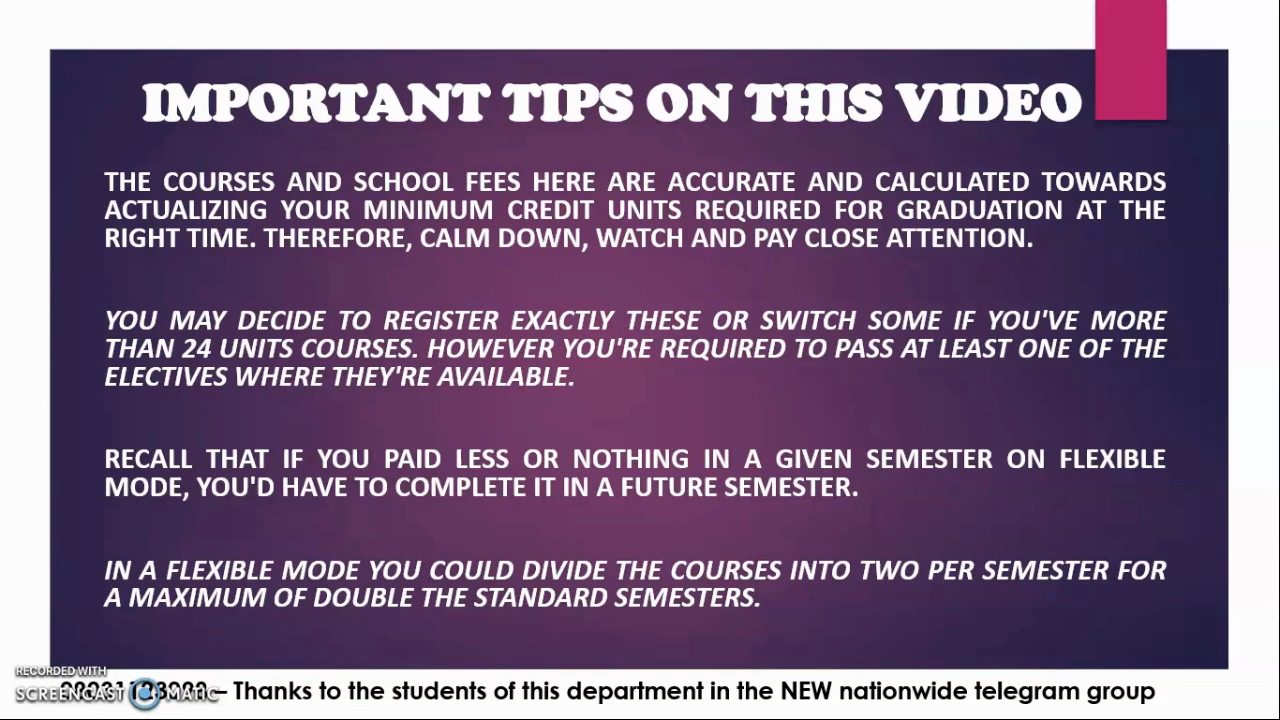 IMPORTANT TIPS ON THIS VIDEO
THE COURSES AND SCHOOL FEES HERE ARE ACCURATE AND CALCULATED TOWARDS
ACTUALIZING YOUR MINIMUM CREDIT UNITS REQUIRED FOR GRADUATION AT THE
RIGHT TIME. THEREFORE, CALM DOWN, WATCH AND PAY CLOSE ATTENTION.
YOU MAY DECIDE TO REGISTER EXACTLY THESE OR SWITCH SOME IF YOU'VE MORE
THAN 24 UNITS COURSES. HOWEVER YOU'RE REQUIRED TO PASS AT LEAST ONE OF THE
ELECTIVES WHERE THEY'RE AVAILABLE.
RECALL THAT IF YOU PAID LESS OR NOTHING IN A GIVEN SEMESTER ON FLEXIBLE
MODE, YOU'D HAVE TO COMPLETE IT IN A FUTURE SEMESTER.
IN A FLEXIBLE MODE YOU COULD DIVIDE THE COURSES INTO TWO PER SEMESTER FOR
A MAXIMUM OF DOUBLE THE STANDARD SEMESTERS.
RECORDED WITH
SCREENCAST MATIC
– Thanks to the students of this department in the NEW nationwide telegram group